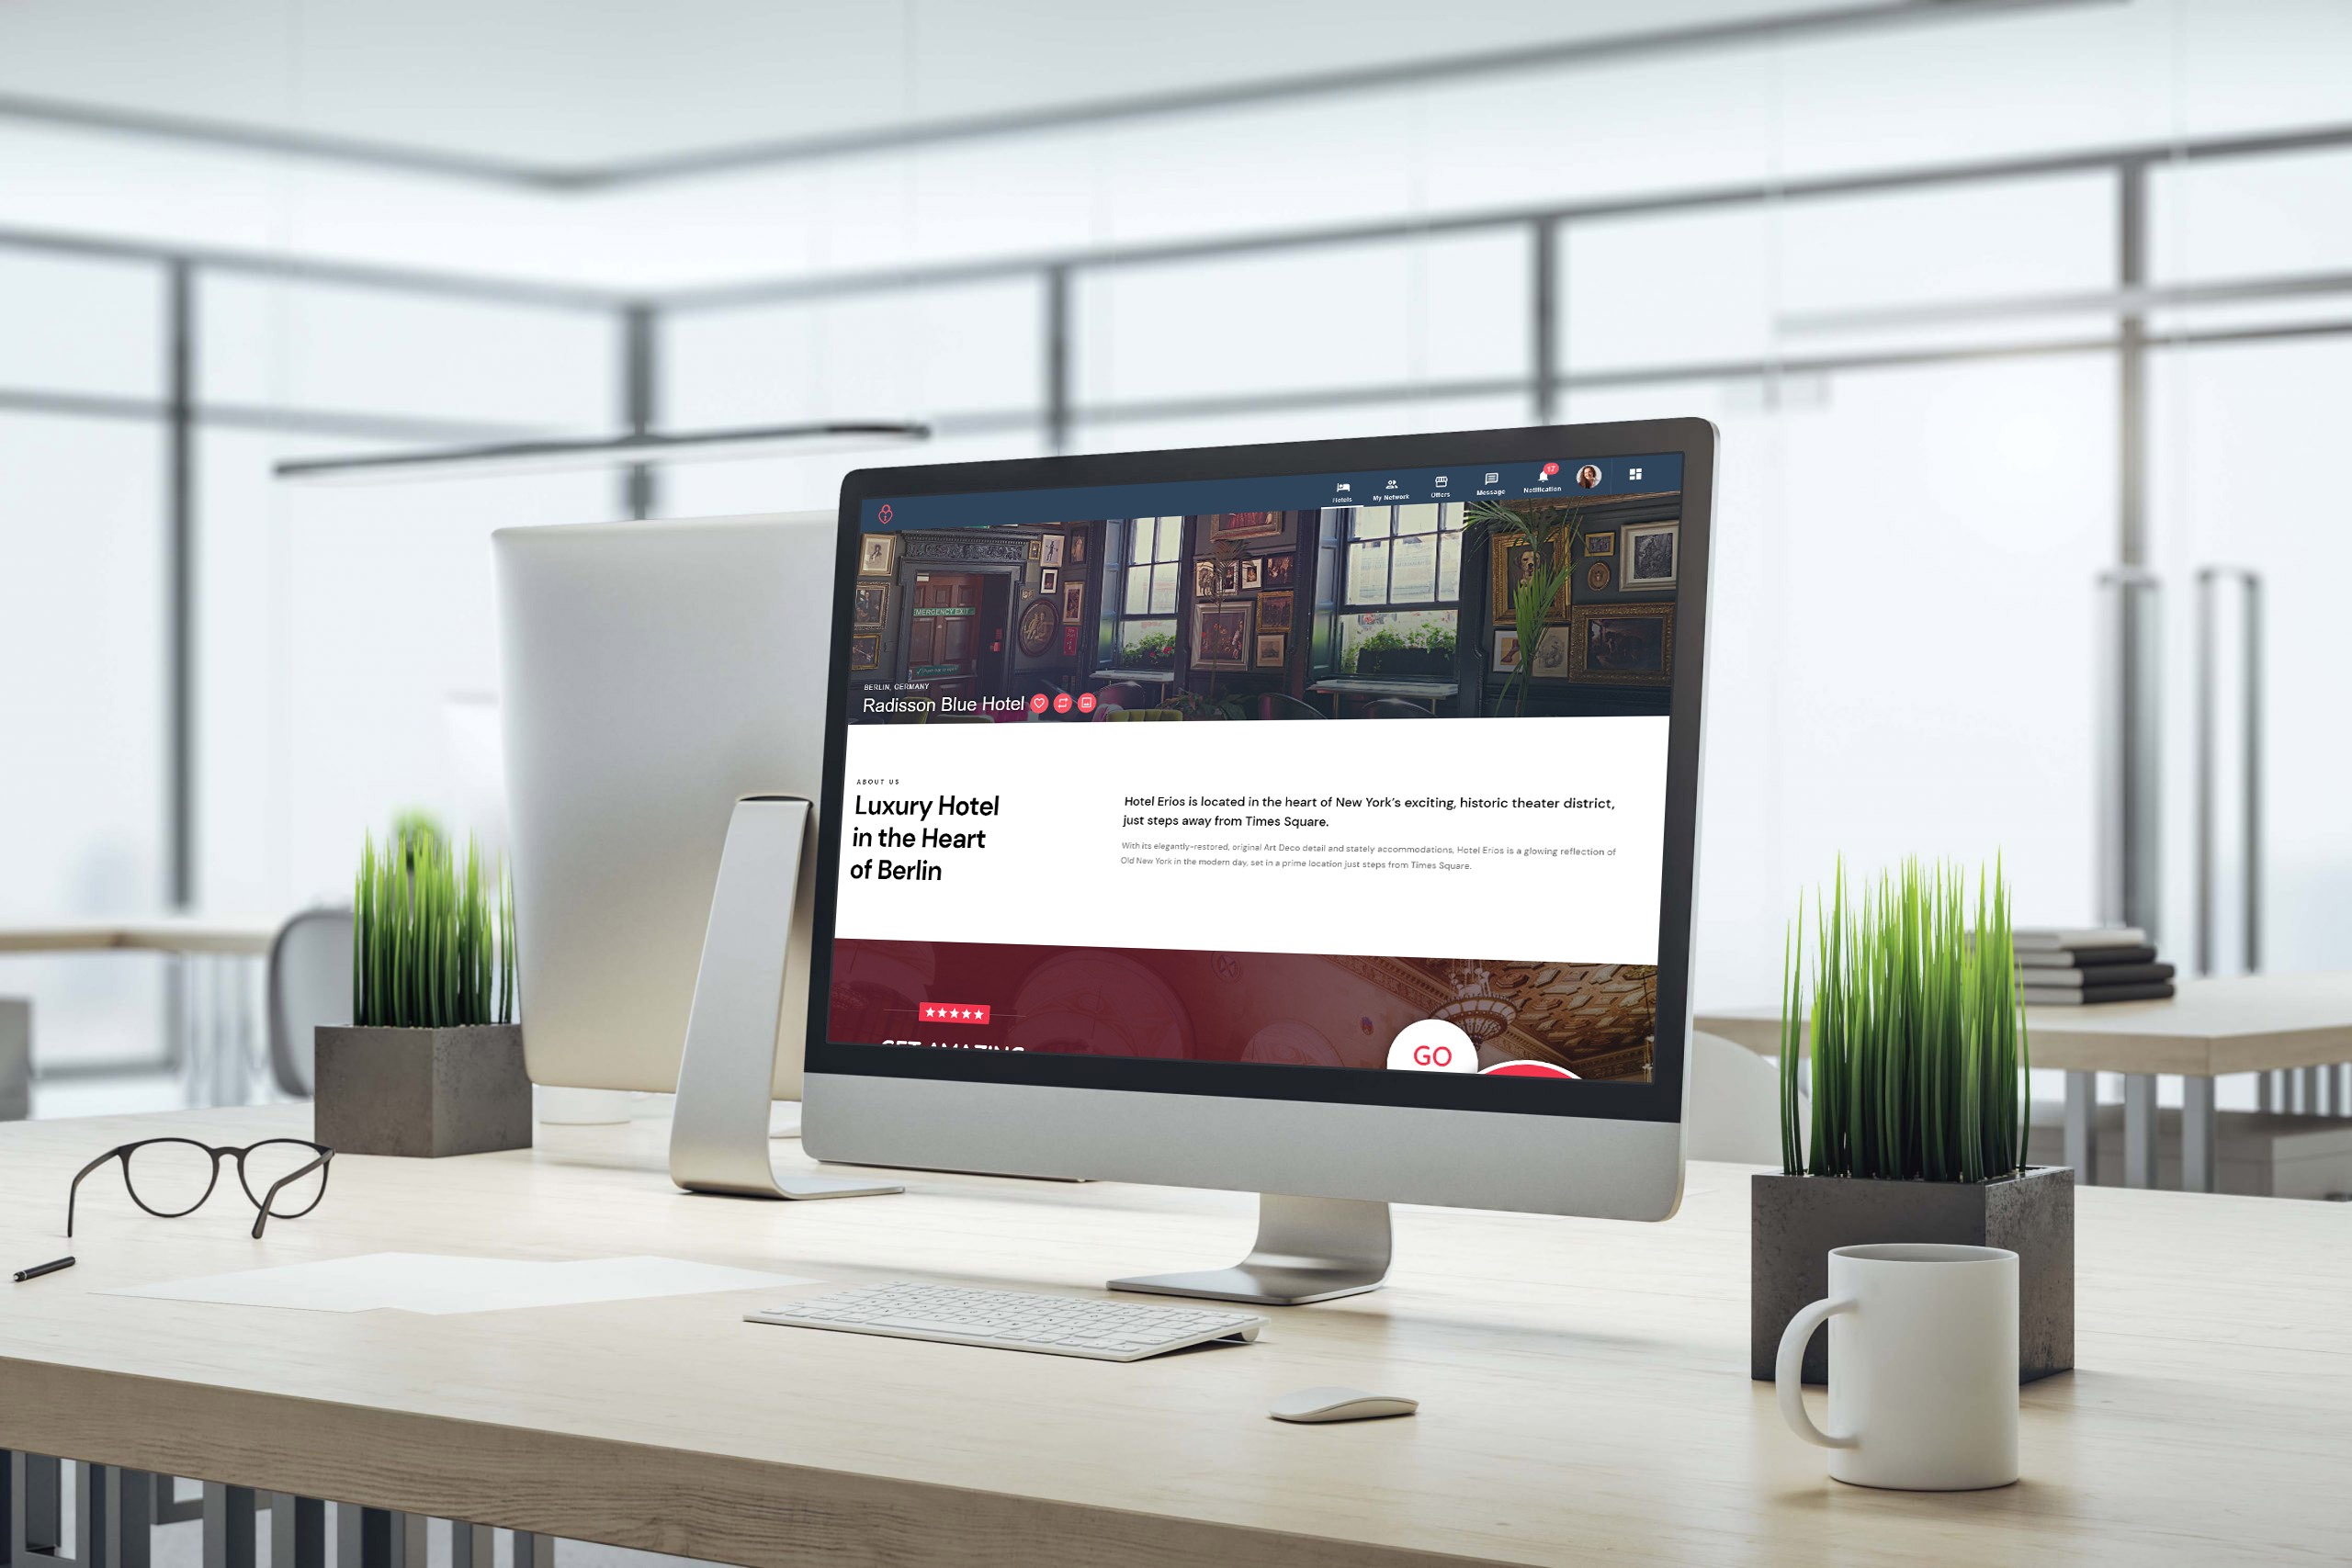 Hotels
My Network
Offers
Message
17
Notification
EMERGENCY EXIT
BERLIN, GERMANY
Radisson Blue Hotel
ABOUT US
Luxury Hotel
in the Heart
of Berlin
Hotel Erios is located in the heart of New York's exciting, historic theater district,
just steps away from Times Square.
With its elegantly-restored, original Art Deco detail and stately accommodations, Hotel Erios is a glowing reflection of
Old New York in the modern day, set in a prime location just steps from Times Square.
GET AMAZING
GO